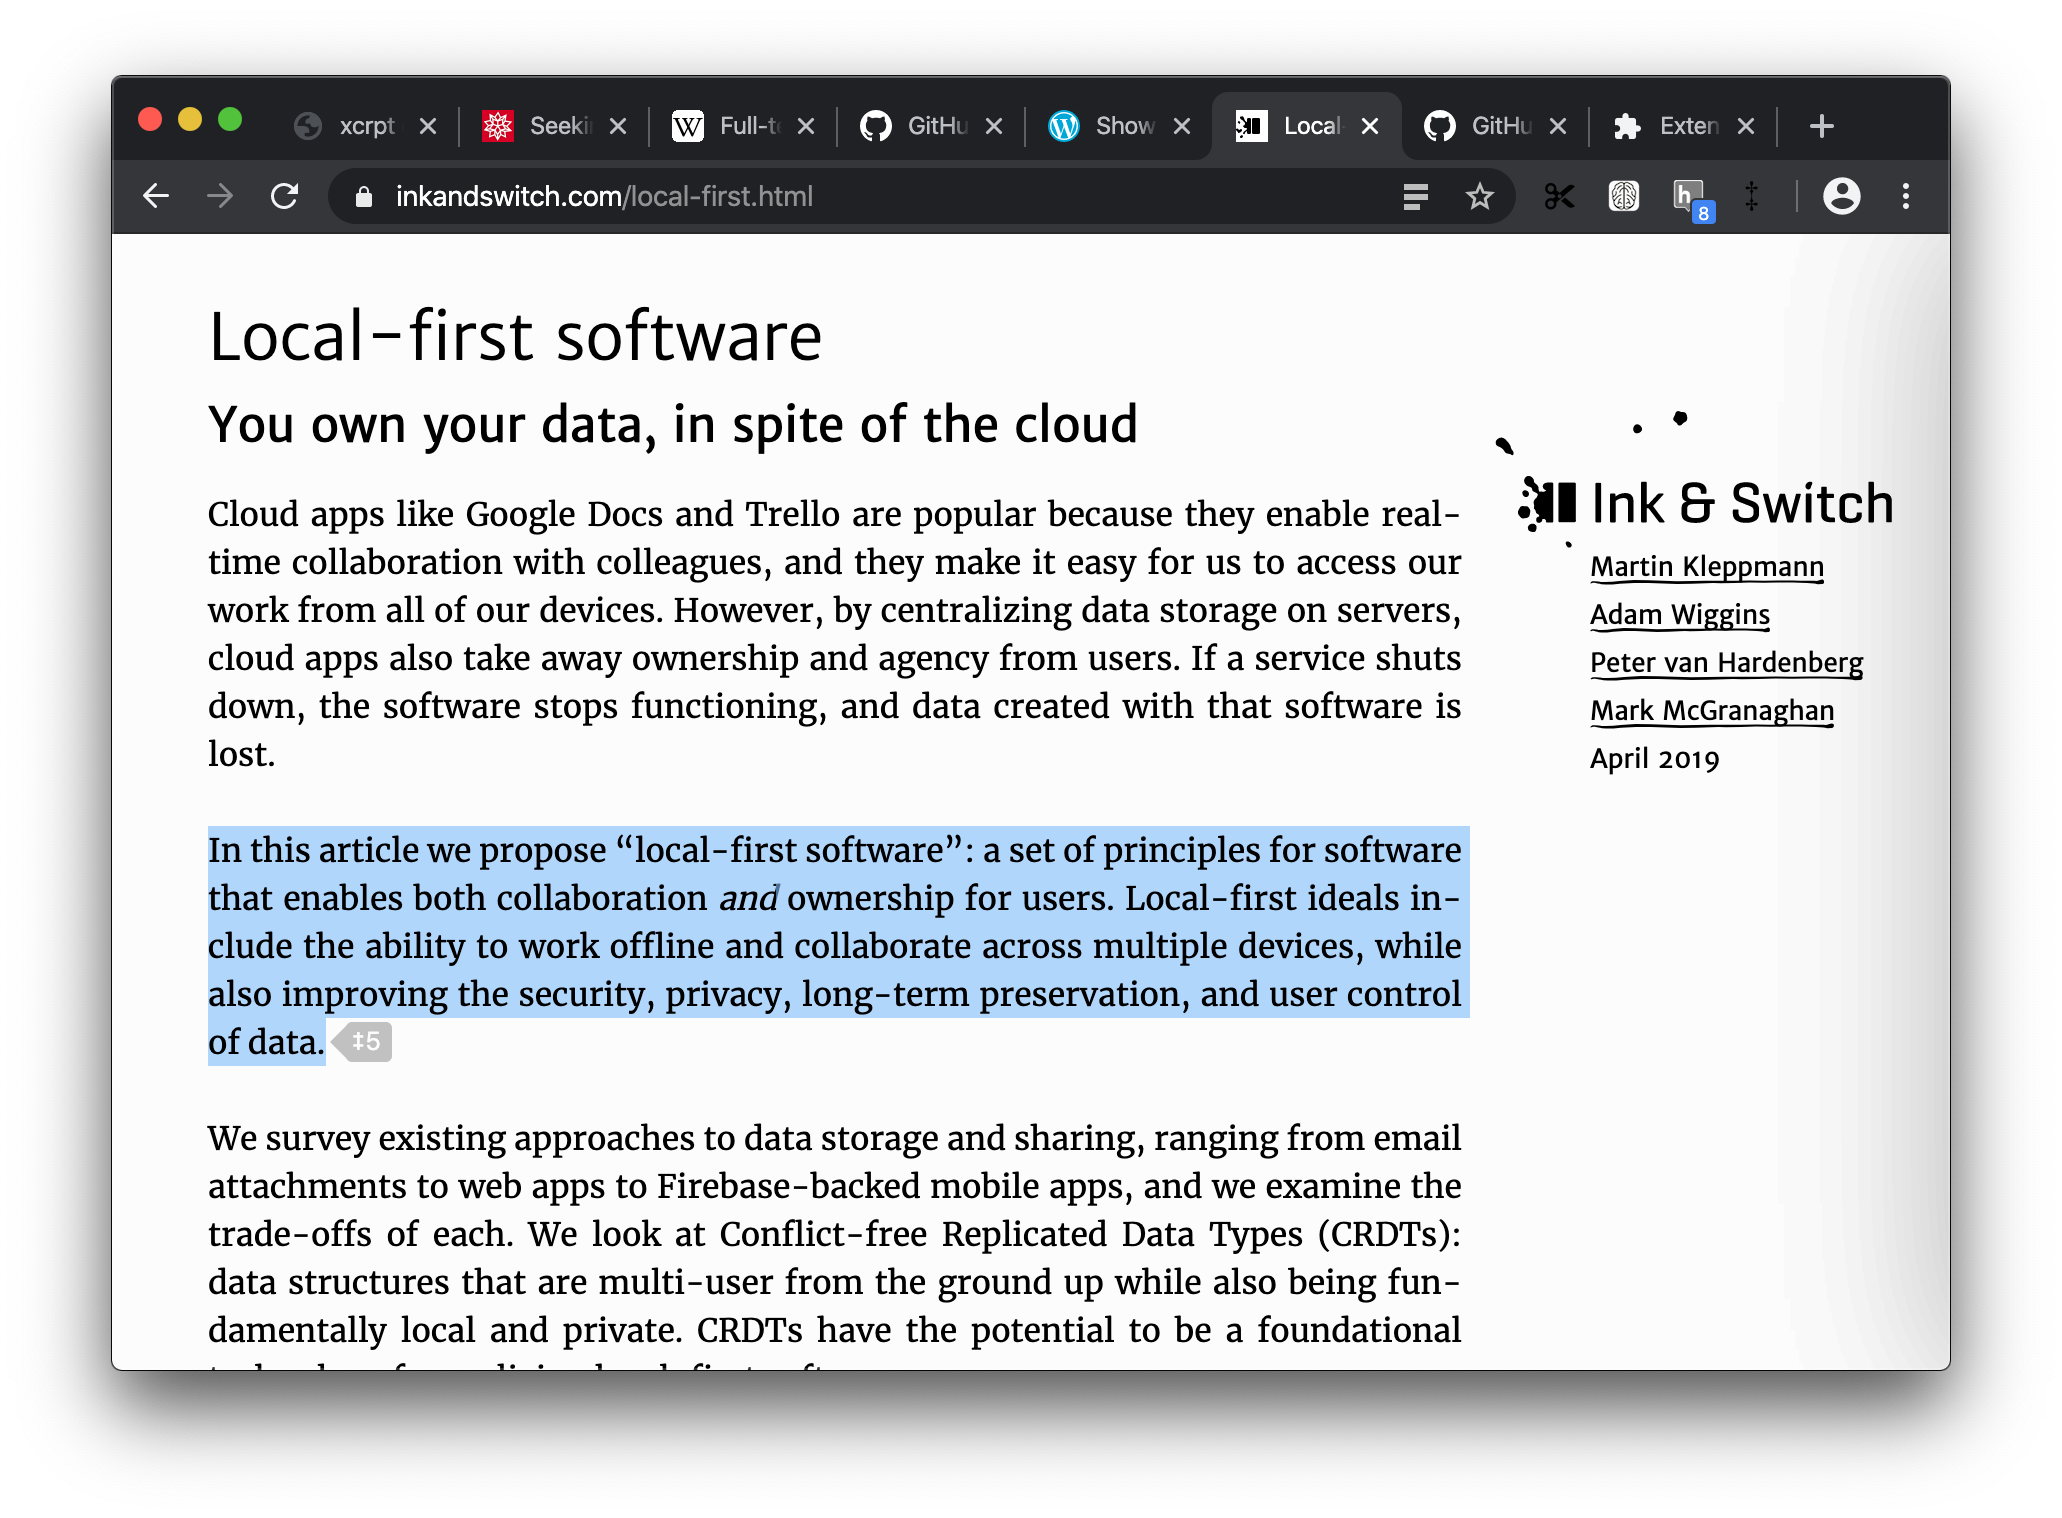 xcrpt
Seeki
Full-te
GitHu
Show
Local-
GitHu
Exten
inkandswitch.com/local-first.html
h
8
Local-first software
You own your data, in spite of the cloud
Cloud apps like Google Docs and Trello are popular because they enable real-
time collaboration with colleagues, and they make it easy for us to access our
work from all of our devices. However, by centralizing data storage on servers,
cloud apps also take away ownership and agency from users. If a service shuts
down, the software stops functioning, and data created with that software is
lost.
Ink & Switch
Martin Kleppmann
Adam Wiggins
Peter van Hardenberg
Mark McGranaghan
April 2019
In this article we propose “local-first software”: a set of principles for software
that enables both collaboration and ownership for users. Local-first ideals in-
clude the ability to work offline and collaborate across multiple devices, while
also improving the security, privacy, long-term preservation, and user control
of data.
‡5
We survey existing approaches to data storage and sharing, ranging from email
attachments to web apps to Firebase-backed mobile apps, and we examine the
trade-offs of each. We look at Conflict-free Replicated Data Types (CRDTs):
data structures that are multi-user from the ground up while also being fun-
damentally local and private. CRDTs have the potential to be a foundational